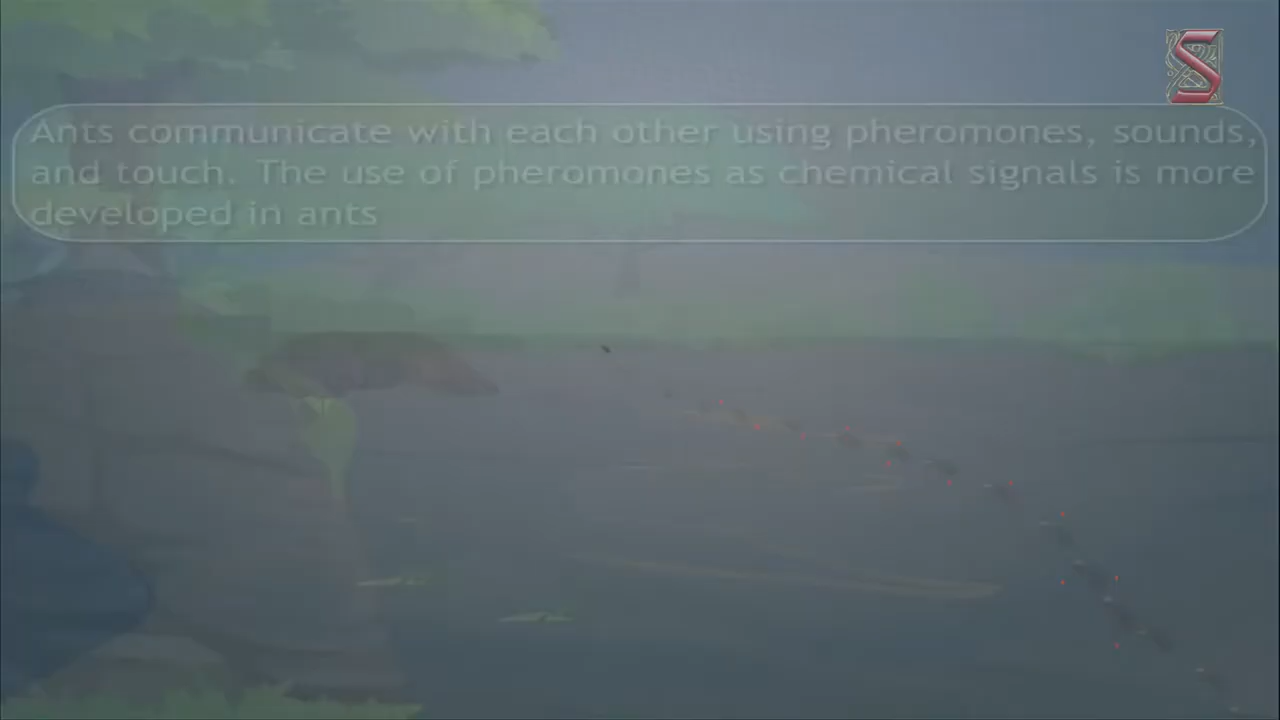 S
Ants communicate with each other using pheromones, sounds,
and touch. The use of pheromones as chemical signals is more
developed in ants